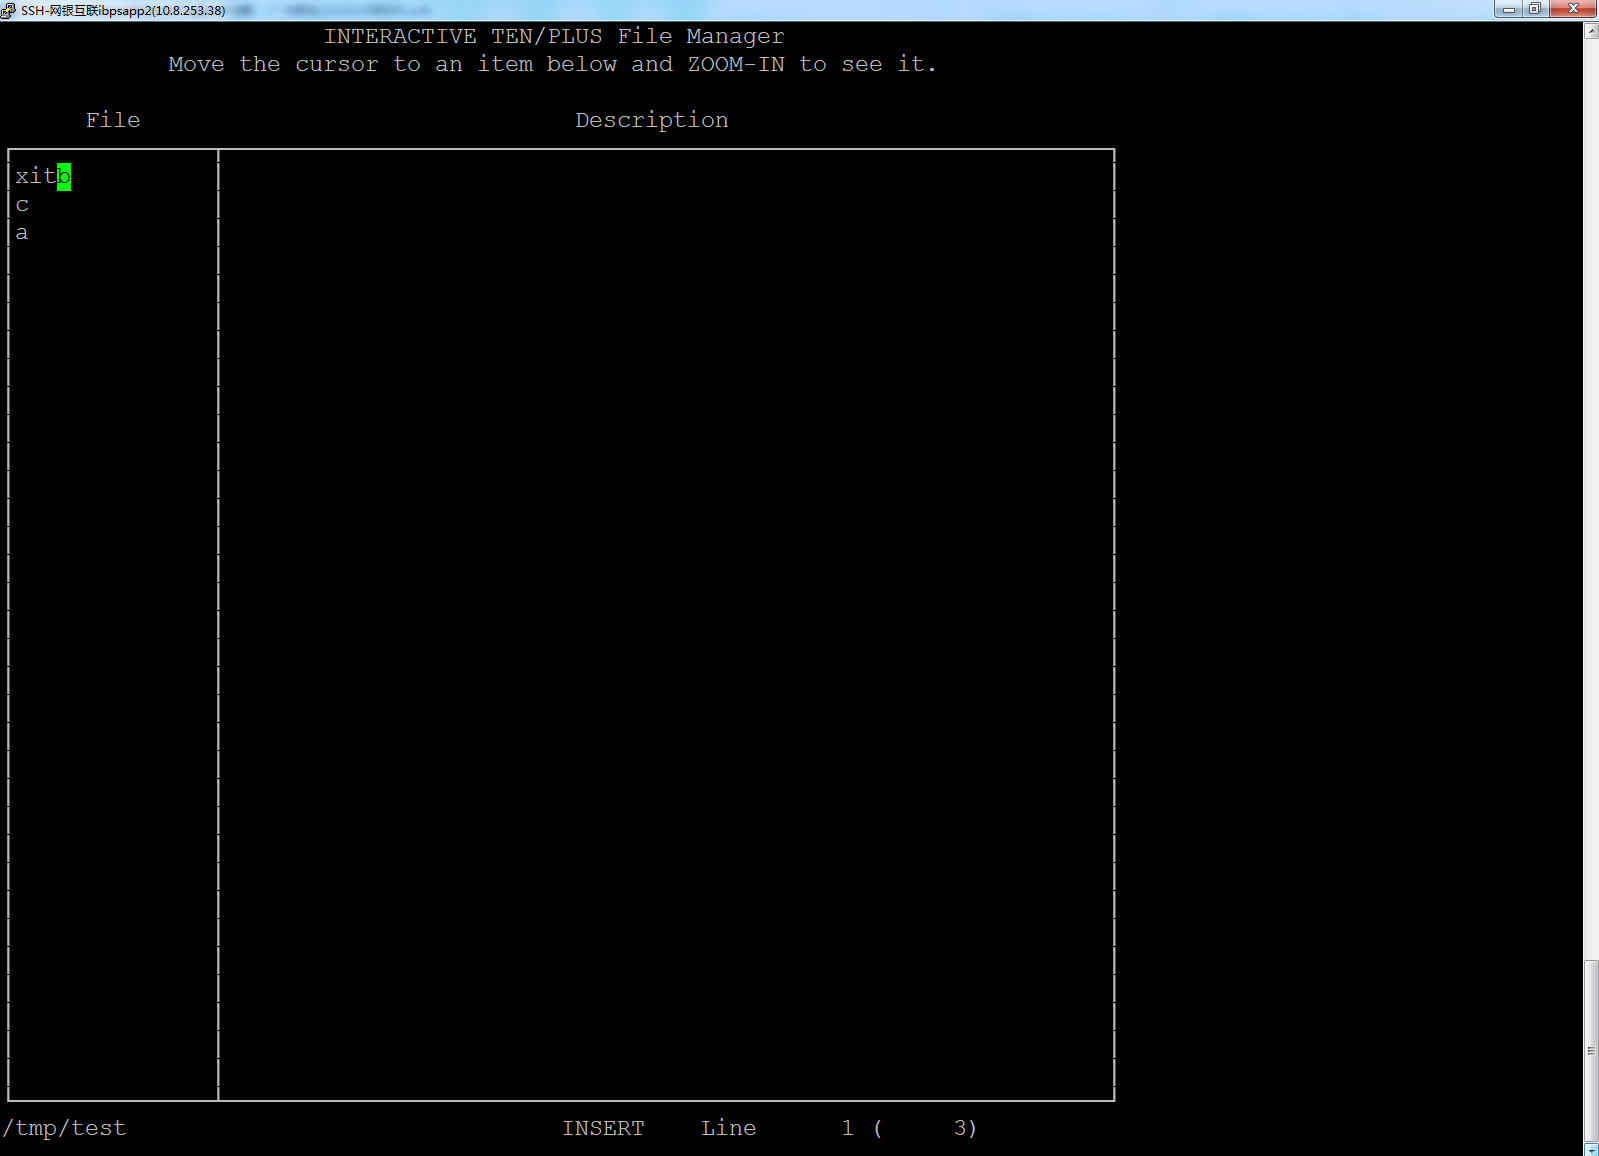 SSH-网银互联ibpsapp2(10.8.253.38)
INTERACTIVE TEN/PLUS File Manager
Move the cursor to an item below and ZOOM-IN to see it.
File Description
xitb
c
a
/tmp/test INSERT Line 1 ( 3)